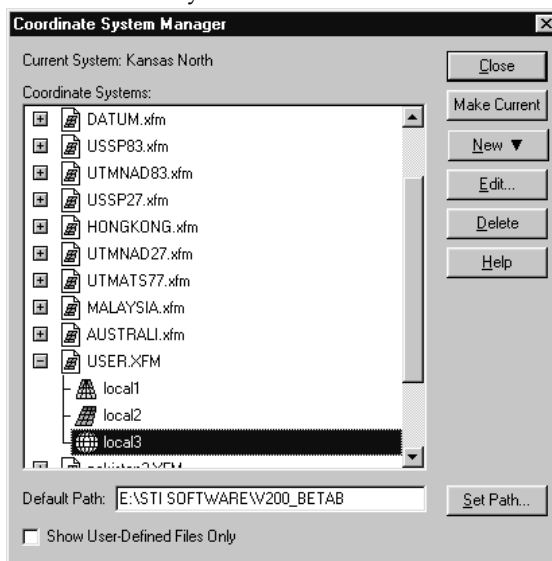 Coordinate System Manager
Current System: Kansas North
Close
Coordinate Systems:
Make Current
DATUM.xfm
USSP83.xfm
New ▼
UTMNAD83.xfm
Edit...
USSP27.xfm
HONGKONG.xfm
Delete
UTMNAD27.xfm
Help
UTMATS77.xfm
MALAYSIA.xfm
AUSTRALI.xfm
USER.XFM
local1
local2
local3
Default Path: E:\STI SOFTWARE\V200_BETAB
Set Path...
Show User-Defined Files Only